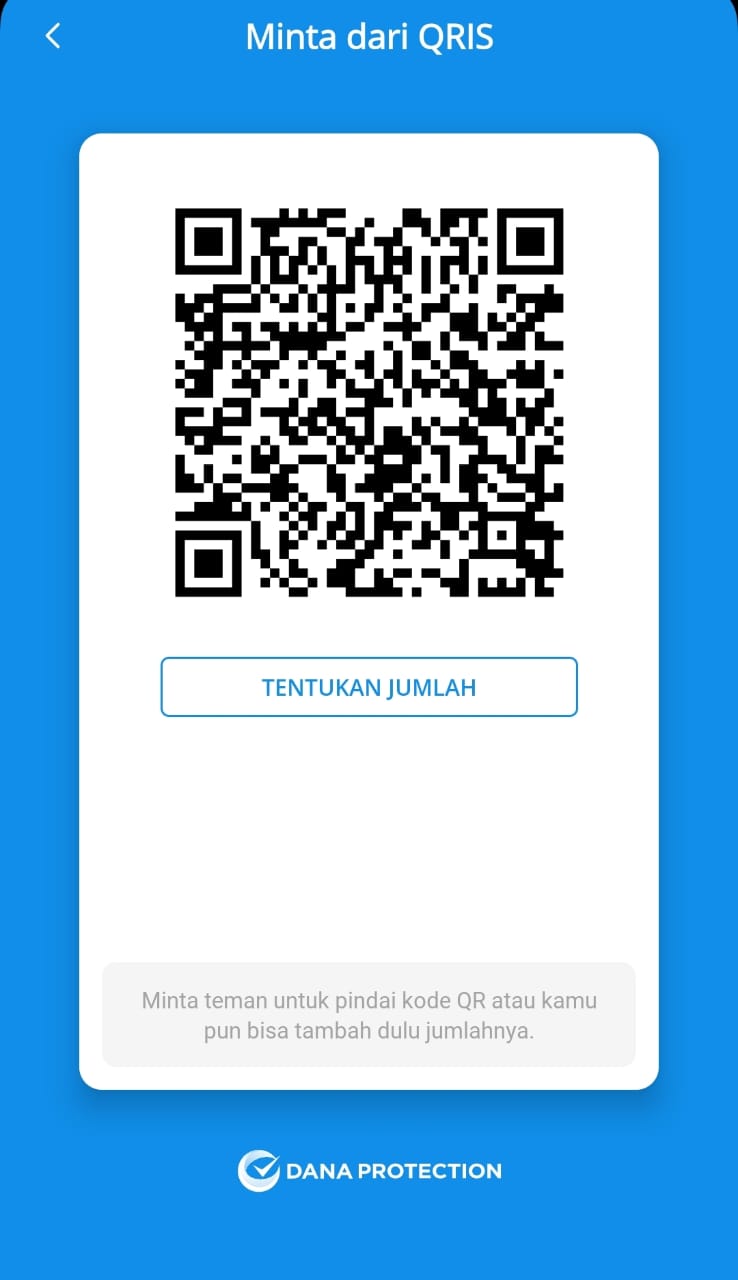 Minta dari QRIS
TENTUKAN JUMLAH
Minta teman untuk pindai kode QR atau kamu
pun bisa tambah dulu jumlahnya.
DANA PROTECTION